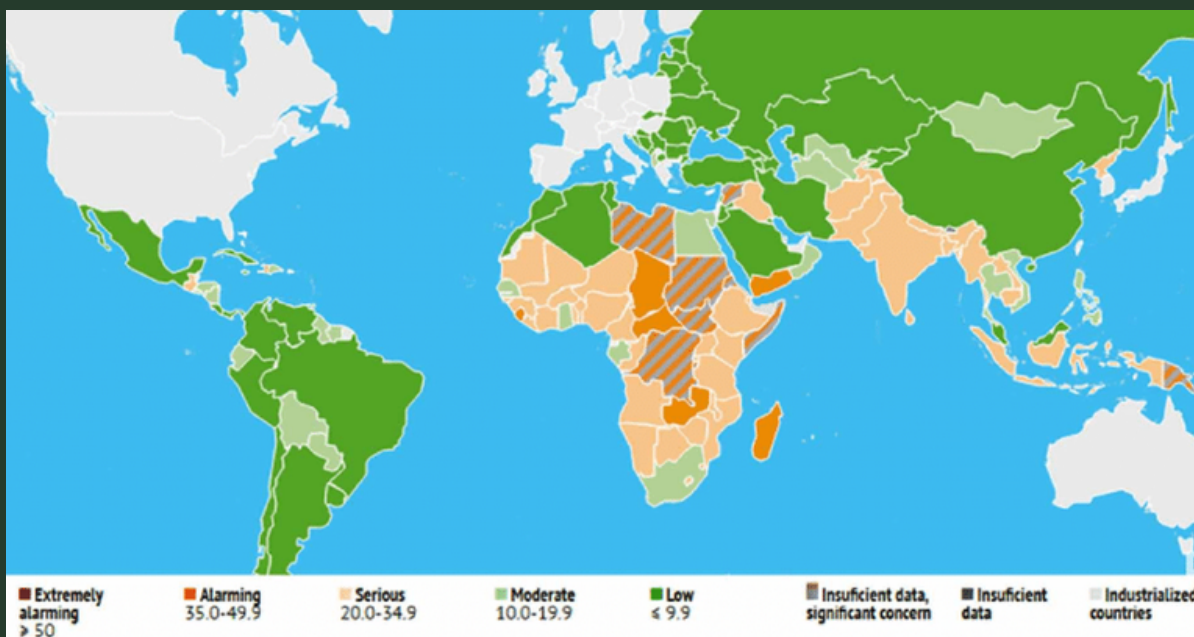 Extremely
alarming
⩾ 50
Alarming
35.0-49.9
Serious
20.0-34.9
Moderate
10.0-19.9
Low
⩽ 9.9
Insuficient data,
significant concern
Insuficient
data
Industrialized
countries